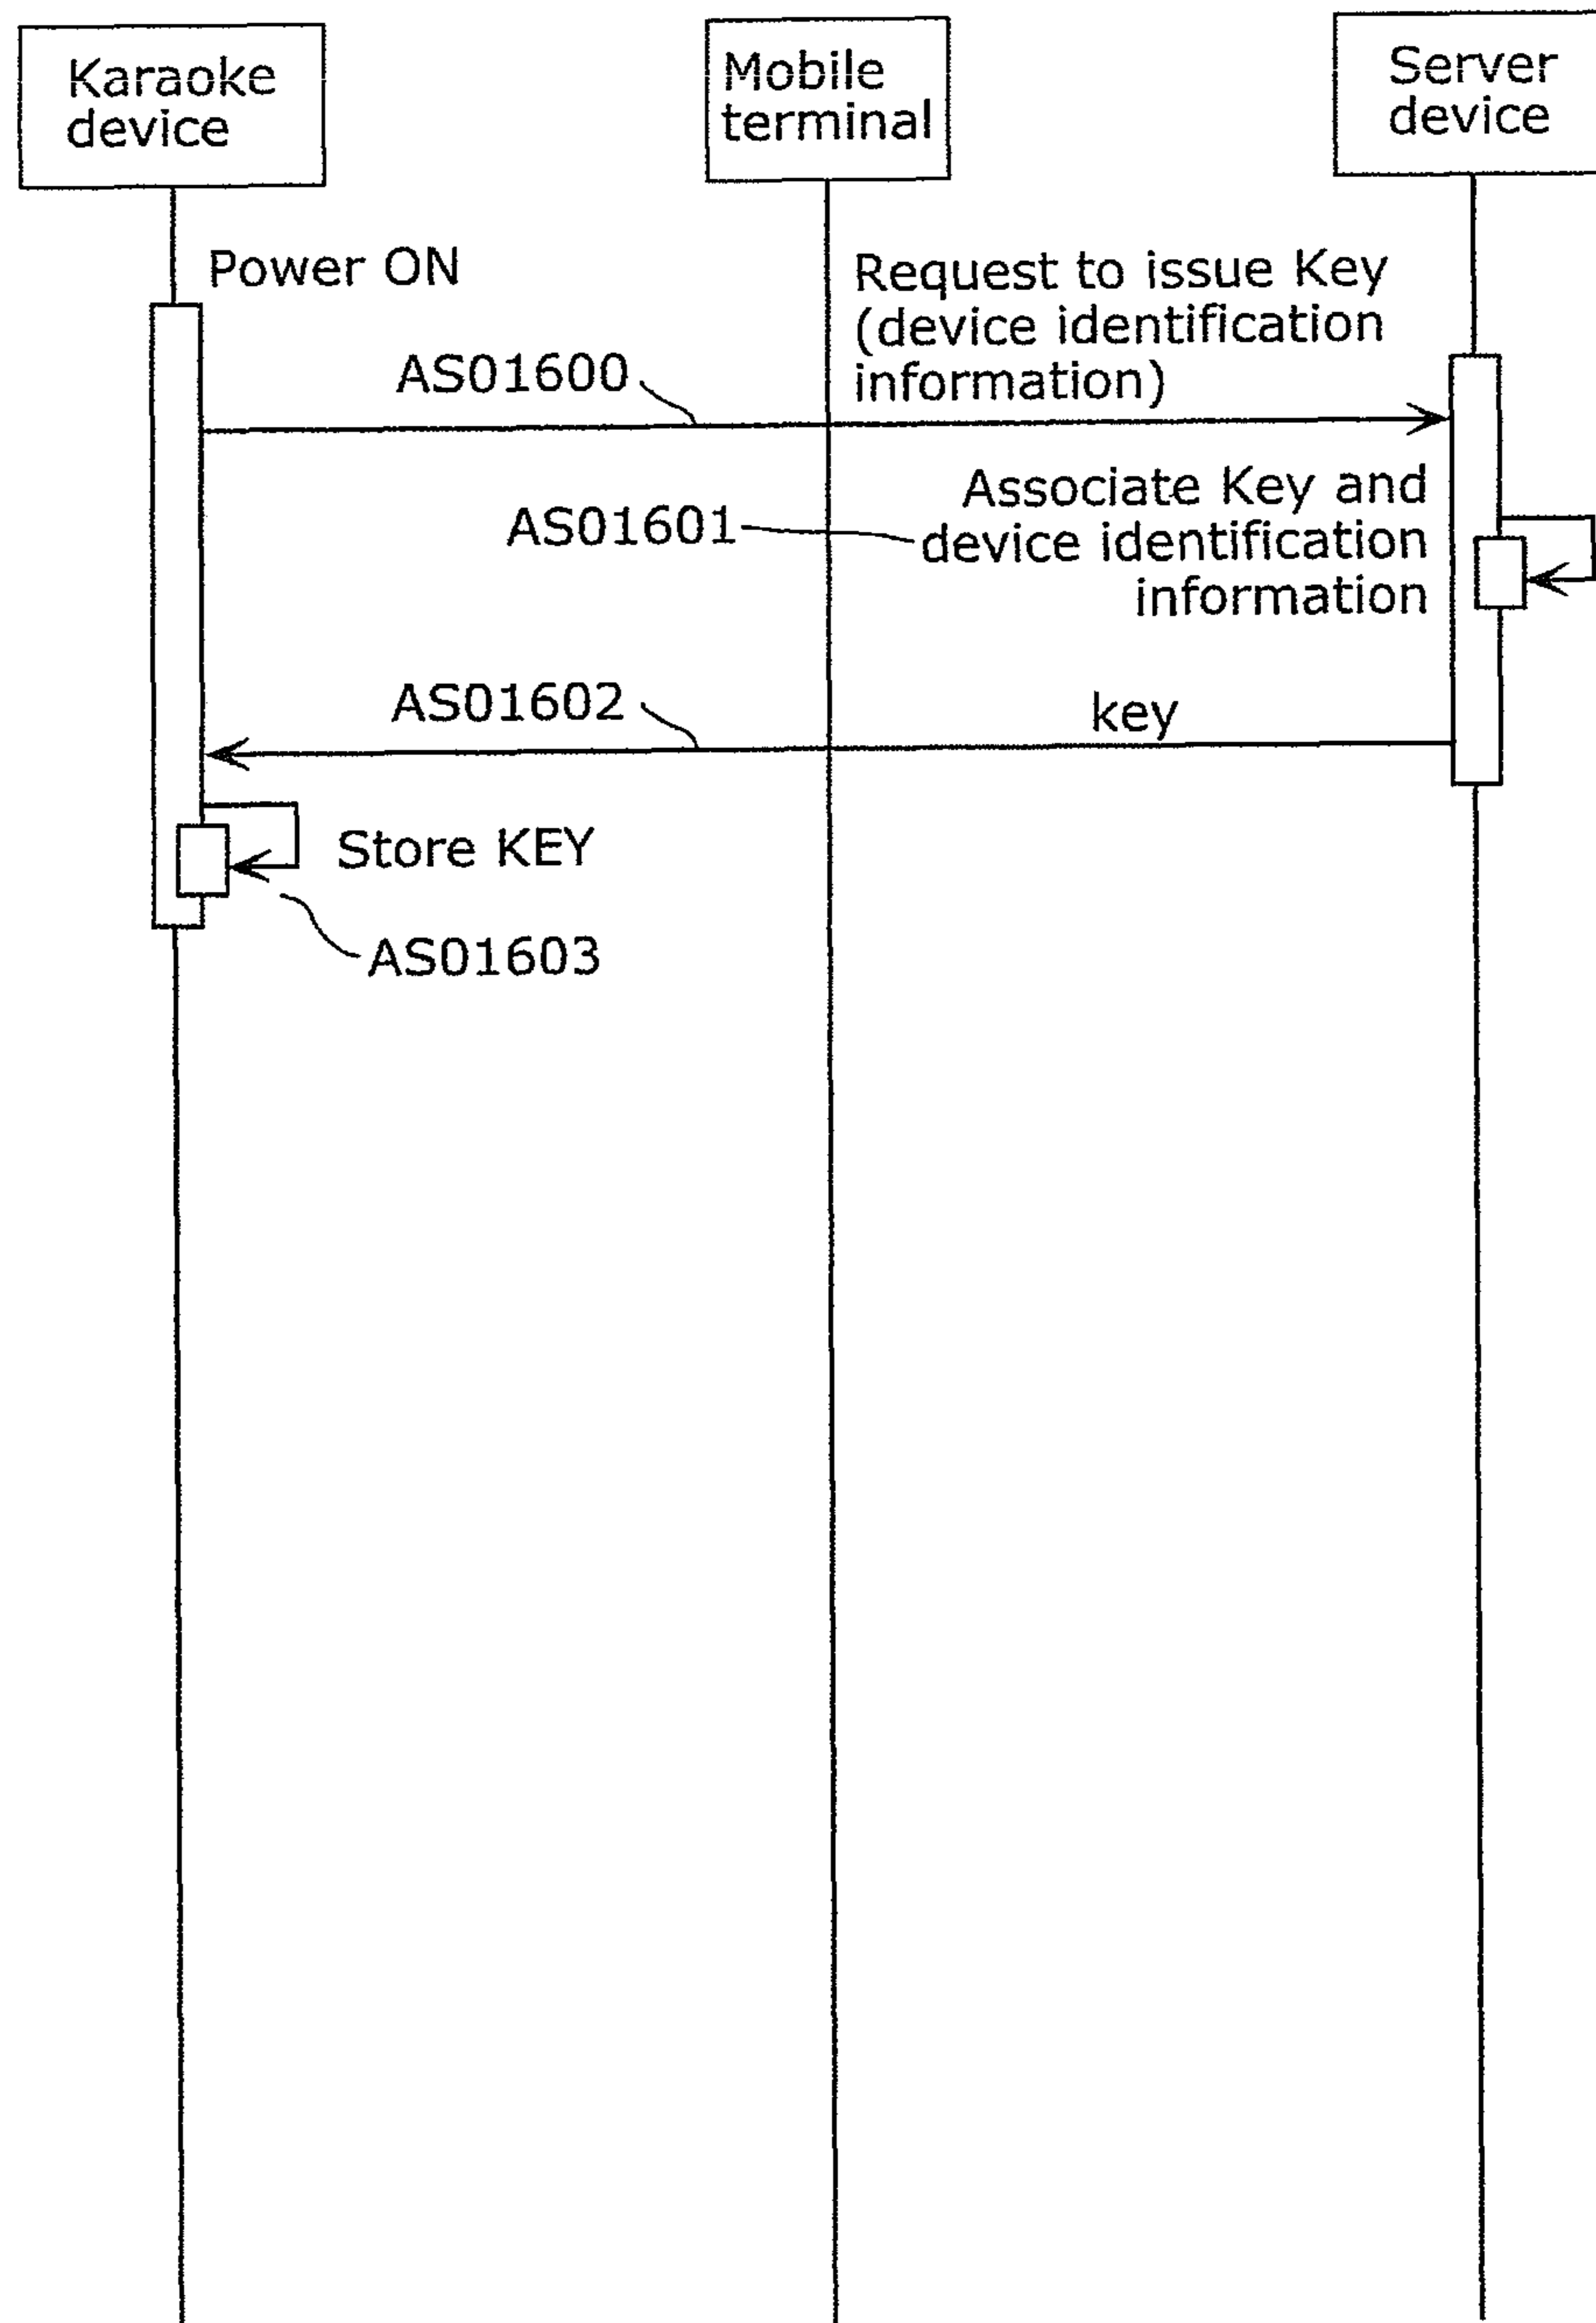 Karaoke
device
Mobile
terminal
Server
device
Power ON
Request to issue Key
(device identification
information)
AS01600
Associate Key and
device identification
information
AS01601
AS01602
key
Store KEY
AS01603